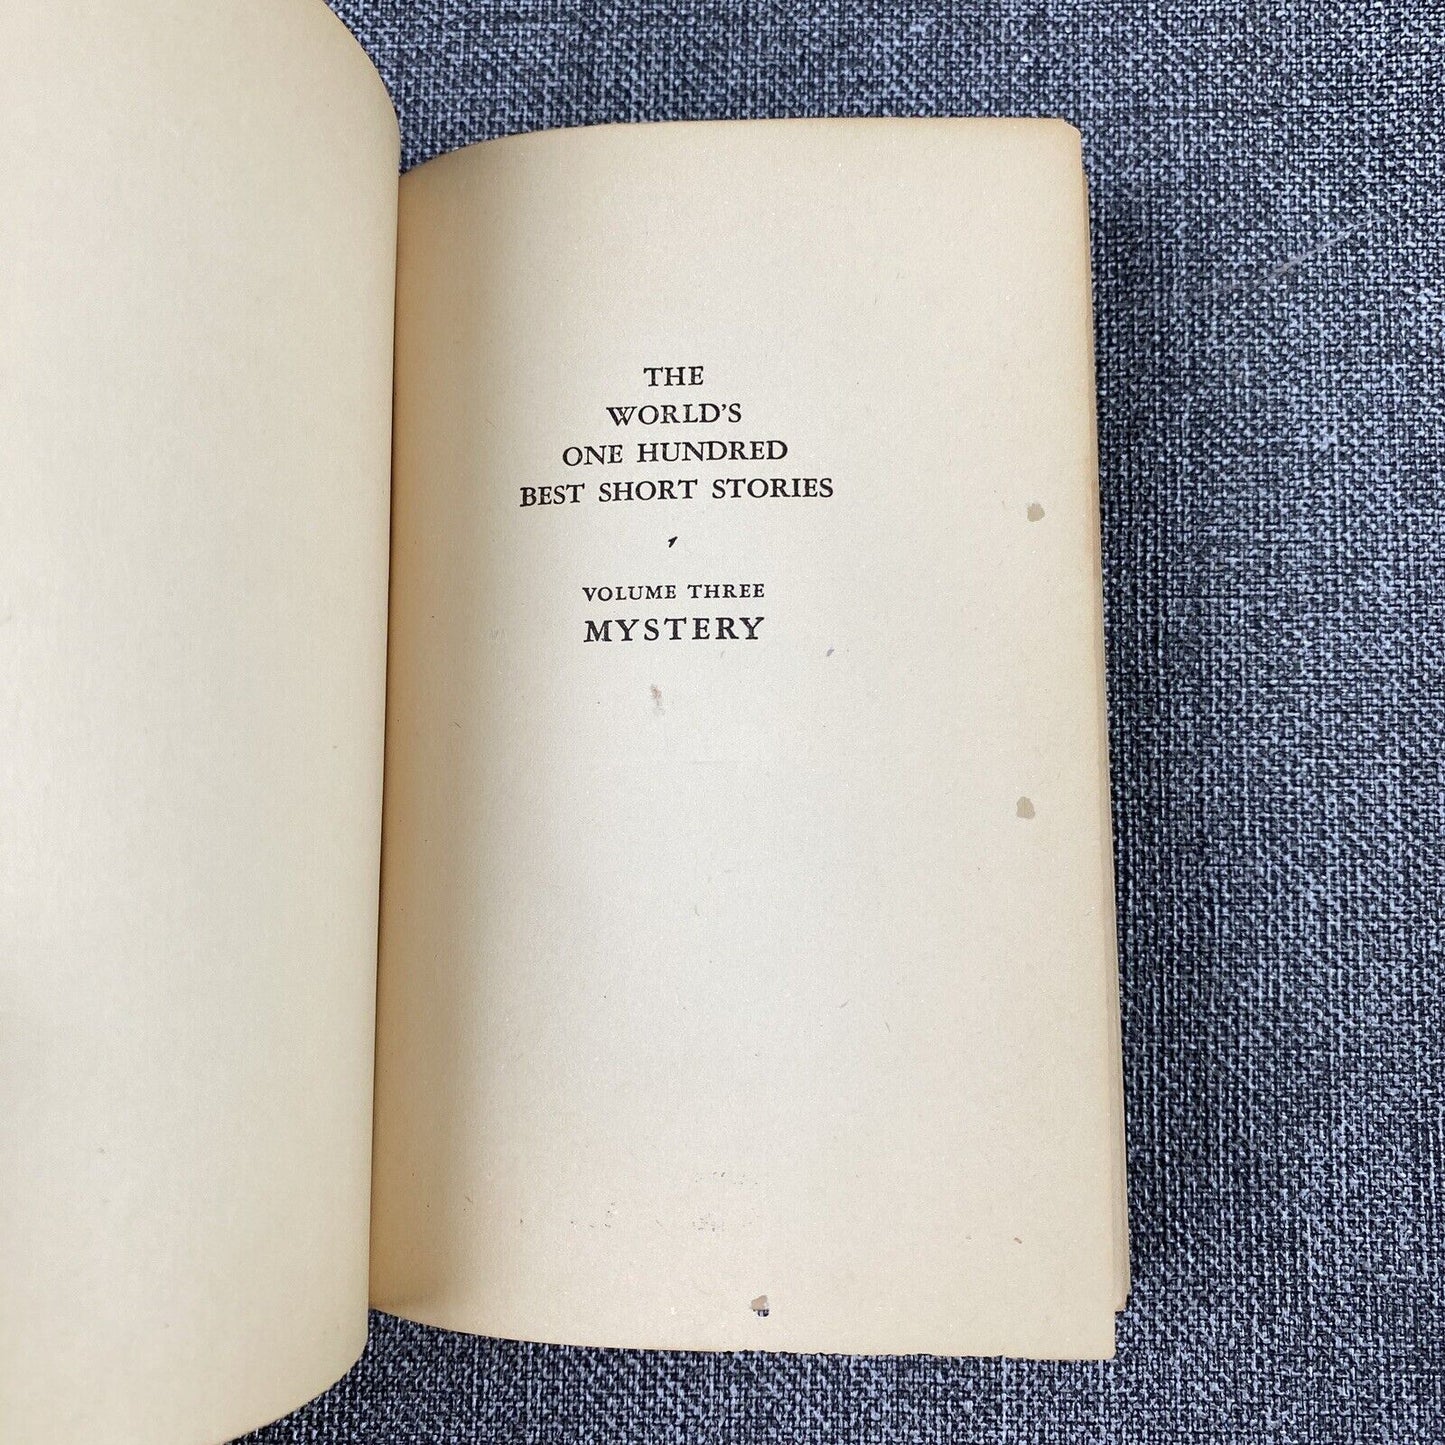 THE
WORLD'S
ONE HUNDRED
BEST SHORT STORIES
VOLUME THREE
MYSTERY